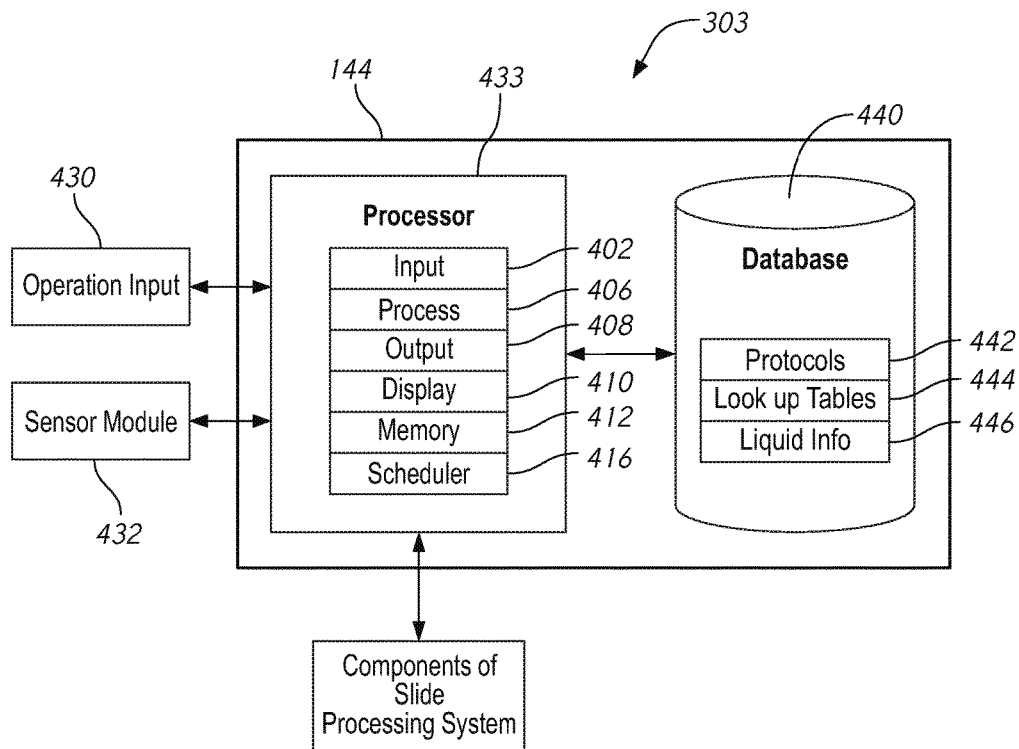 303
144
433
440
430
Processor
402
Database
Input
Operation Input
406
Process
408
Output
442
Protocols
410
Display
444
Look up Tables
Sensor Module
412
Memory
446
Liquid Info
416
Scheduler
432
Components of
Slide
Processing System